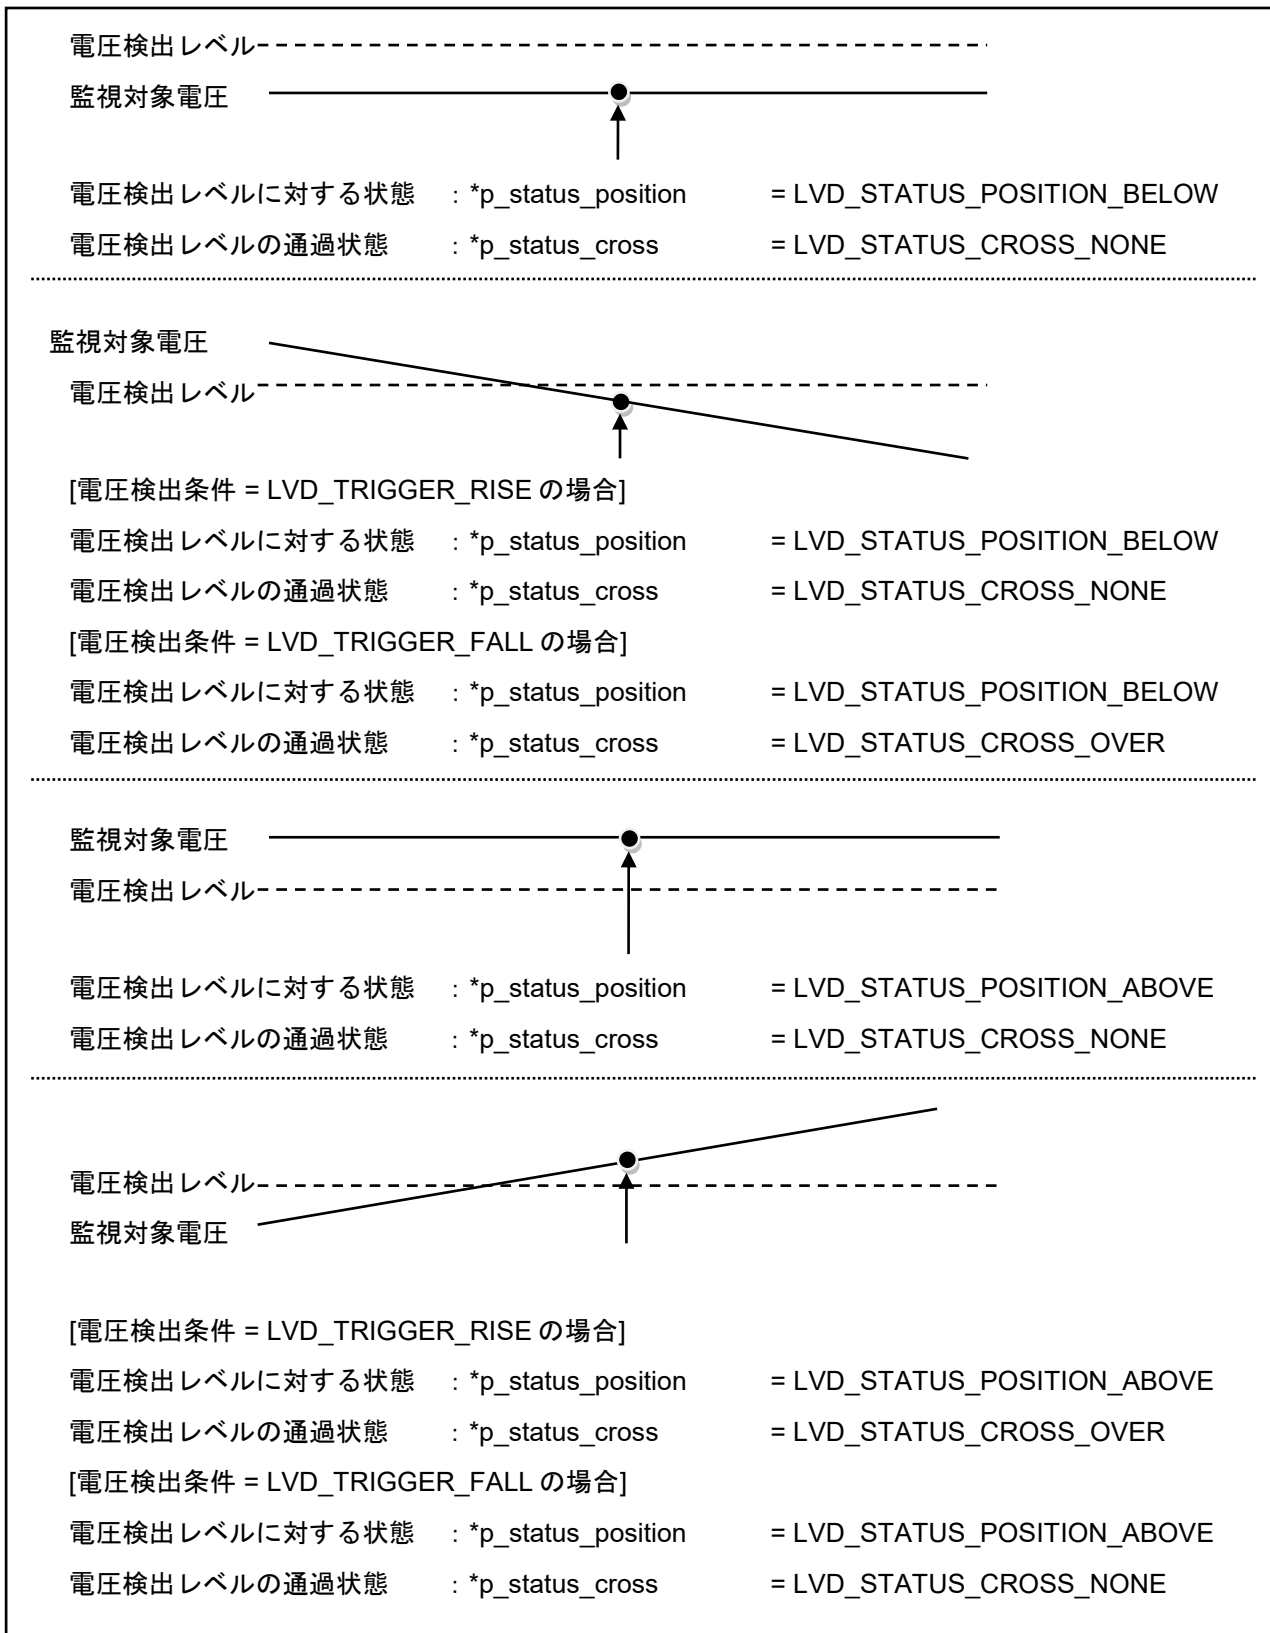 電圧検出レベル
監視対象電圧
電圧検出レベルに対する状態 : *p_status_position = LVD_STATUS_POSITION_BELOW
電圧検出レベルの通過状態 : *p_status_cross = LVD_STATUS_CROSS_NONE
監視対象電圧
電圧検出レベル
[電圧検出条件 = LVD_TRIGGER_RISE の場合]
電圧検出レベルに対する状態 : *p_status_position = LVD_STATUS_POSITION_BELOW
電圧検出レベルの通過状態 : *p_status_cross = LVD_STATUS_CROSS_NONE
[電圧検出条件 = LVD_TRIGGER_FALL の場合]
電圧検出レベルに対する状態 : *p_status_position = LVD_STATUS_POSITION_BELOW
電圧検出レベルの通過状態 : *p_status_cross = LVD_STATUS_CROSS_OVER
監視対象電圧
電圧検出レベル
電圧検出レベルに対する状態 : *p_status_position = LVD_STATUS_POSITION_ABOVE
電圧検出レベルの通過状態 : *p_status_cross = LVD_STATUS_CROSS_NONE
電圧検出レベル
監視対象電圧
[電圧検出条件 = LVD_TRIGGER_RISE の場合]
電圧検出レベルに対する状態 : *p_status_position = LVD_STATUS_POSITION_ABOVE
電圧検出レベルの通過状態 : *p_status_cross = LVD_STATUS_CROSS_OVER
[電圧検出条件 = LVD_TRIGGER_FALL の場合]
電圧検出レベルに対する状態 : *p_status_position = LVD_STATUS_POSITION_ABOVE
電圧検出レベルの通過状態 : *p_status_cross = LVD_STATUS_CROSS_NONE